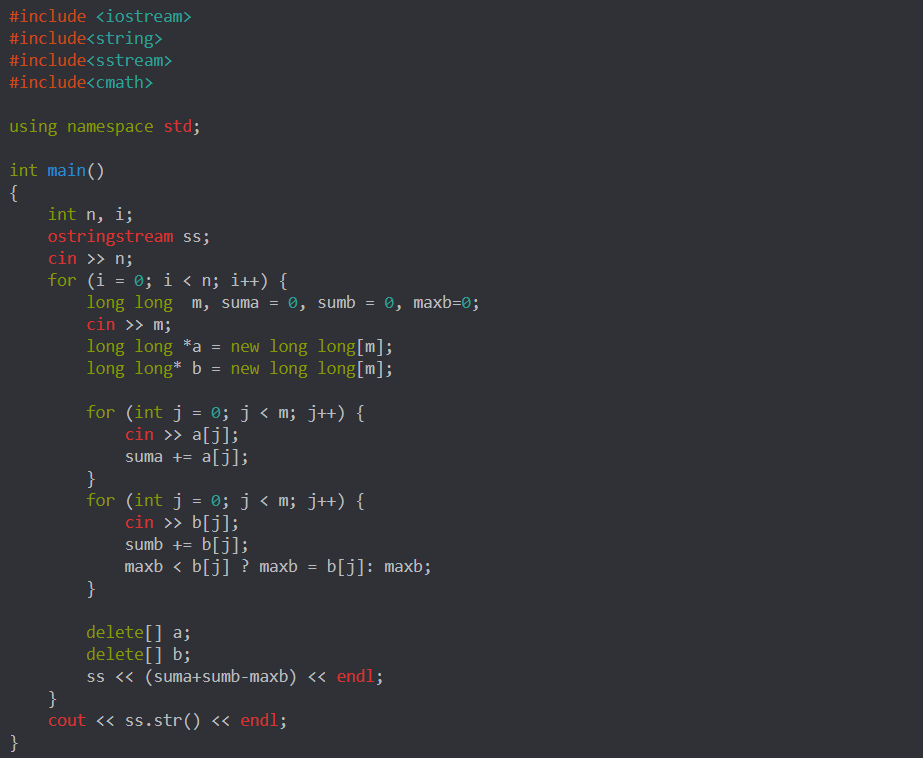 #include <iostream>
#include<string>
#include<sstream>
#include<cmath>

using namespace std;

int main()
{
    int n, i;
    ostringstream ss;
    cin >> n;
    for (i = 0; i < n; i++) {
        long long  m, suma = 0, sumb = 0, maxb=0;
        cin >> m;
        long long *a = new long long[m];
        long long* b = new long long[m];

        for (int j = 0; j < m; j++) {
            cin >> a[j];
            suma += a[j];
        }
        for (int j = 0; j < m; j++) {
            cin >> b[j];
            sumb += b[j];
            maxb < b[j] ? maxb = b[j]: maxb;
        }

        delete[] a;
        delete[] b;
        ss << (suma+sumb-maxb) << endl;
    }
    cout << ss.str() << endl;
}